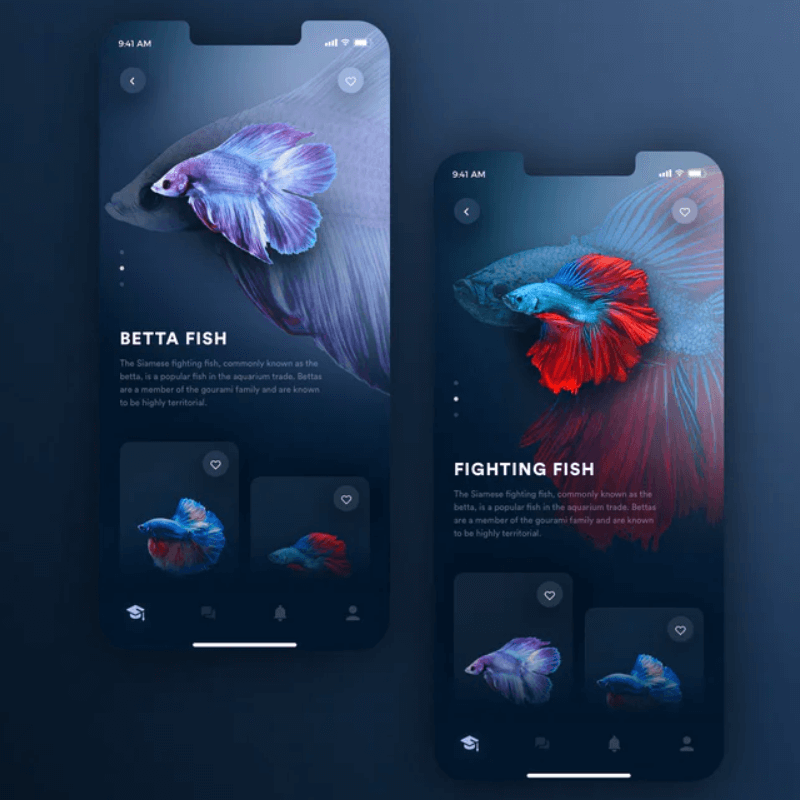 9:41 AM
BETTA FISH
The Siamese fighting fish, commonly known as the
betta, is a popular fish in the aquarium trade. Bettas
are a member of the gourami family and are known
to be highly territorial.
9:41 AM
FIGHTING FISH
The Siamese fighting fish, commonly known as the
betta, is a popular fish in the aquarium trade. Bettas
are a member of the gourami family and are known
to be highly territorial.